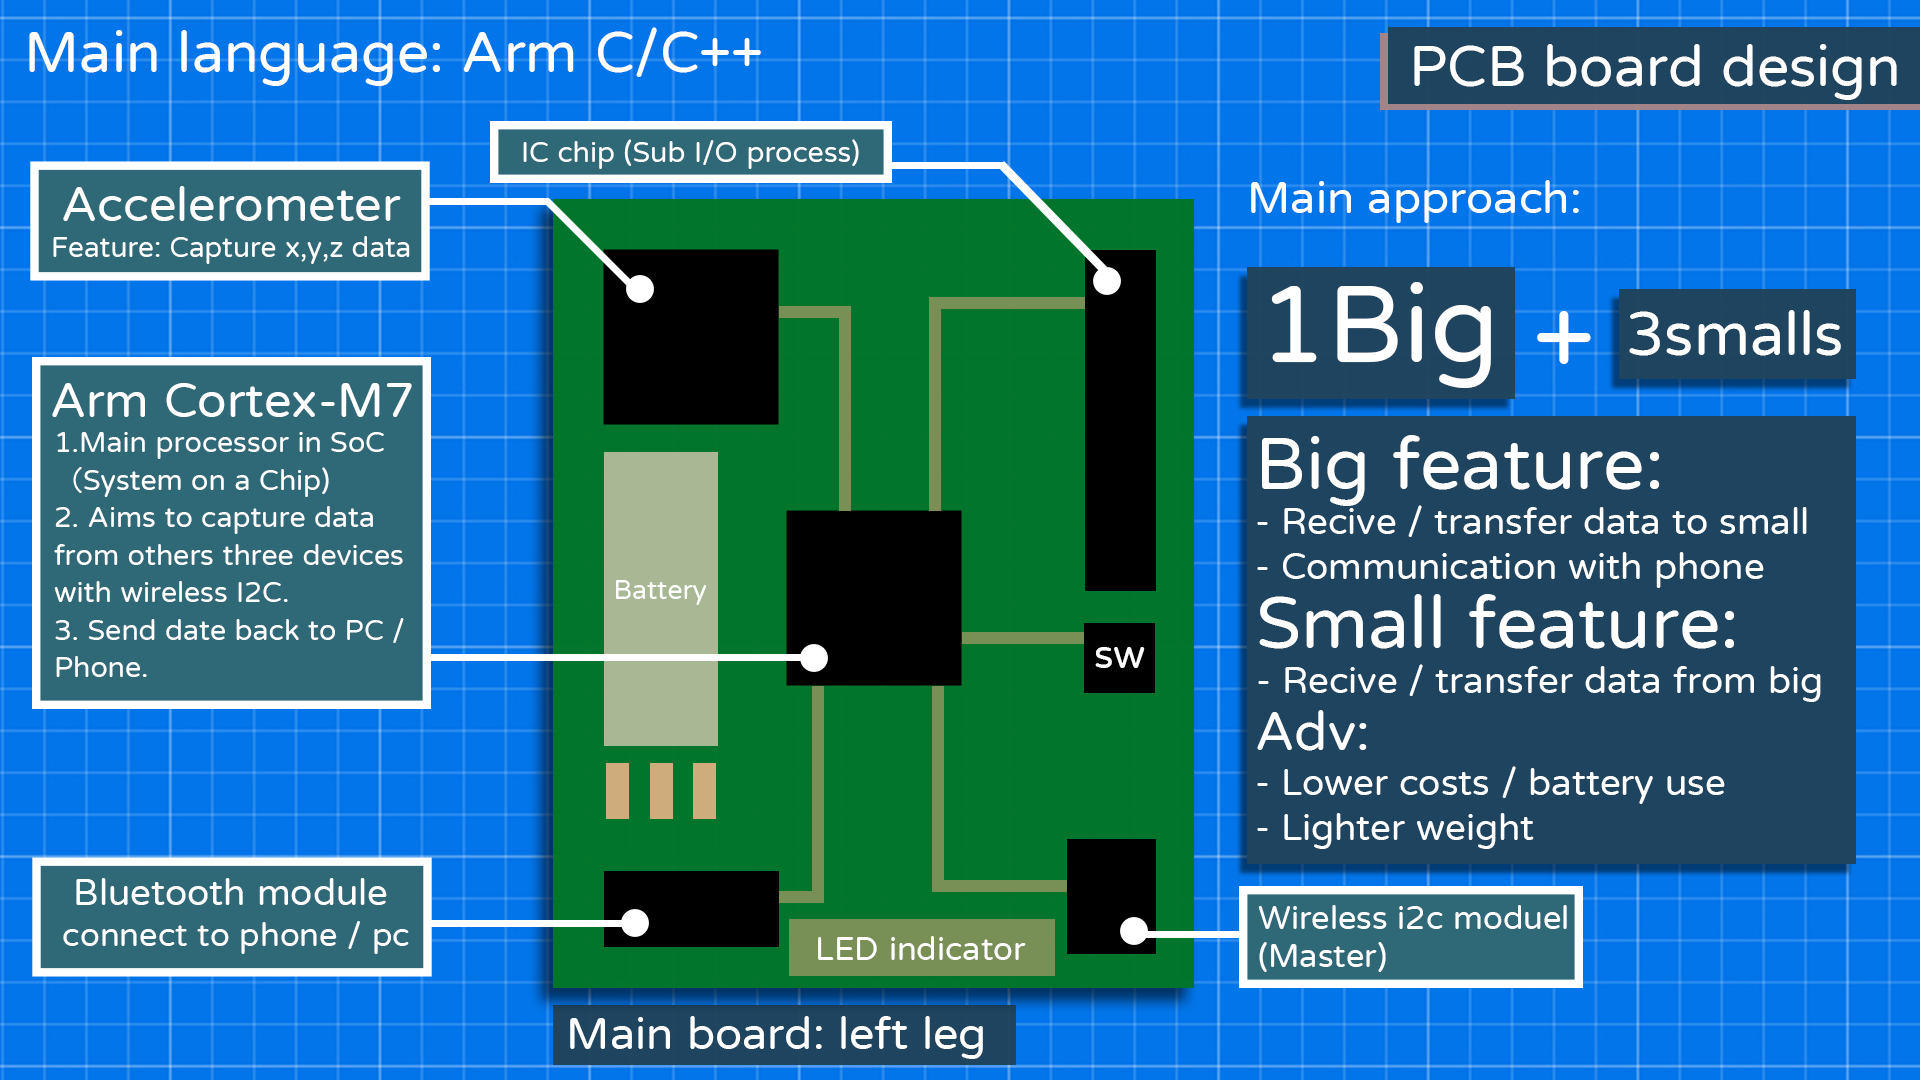 Main language: Arm C/C++
PCB board design
IC chip (Sub I/O process)
Accelerometer
Feature: Capture x,y,z data
Arm Cortex-M7
1.Main processor in SoC
(System on a Chip)
2. Aims to capture data
from others three devices
with wireless I2C.
3. Send date back to PC /
Phone.
Bluetooth module
connect to phone / pc
Battery
SW
LED indicator
Main board: left leg
Main approach:
1Big + 3smalls
Big feature:
- Recive / transfer data to small
- Communication with phone
Small feature:
- Recive / transfer data from big
Adv:
- Lower costs / battery use
- Lighter weight
Wireless i2c moduel
(Master)